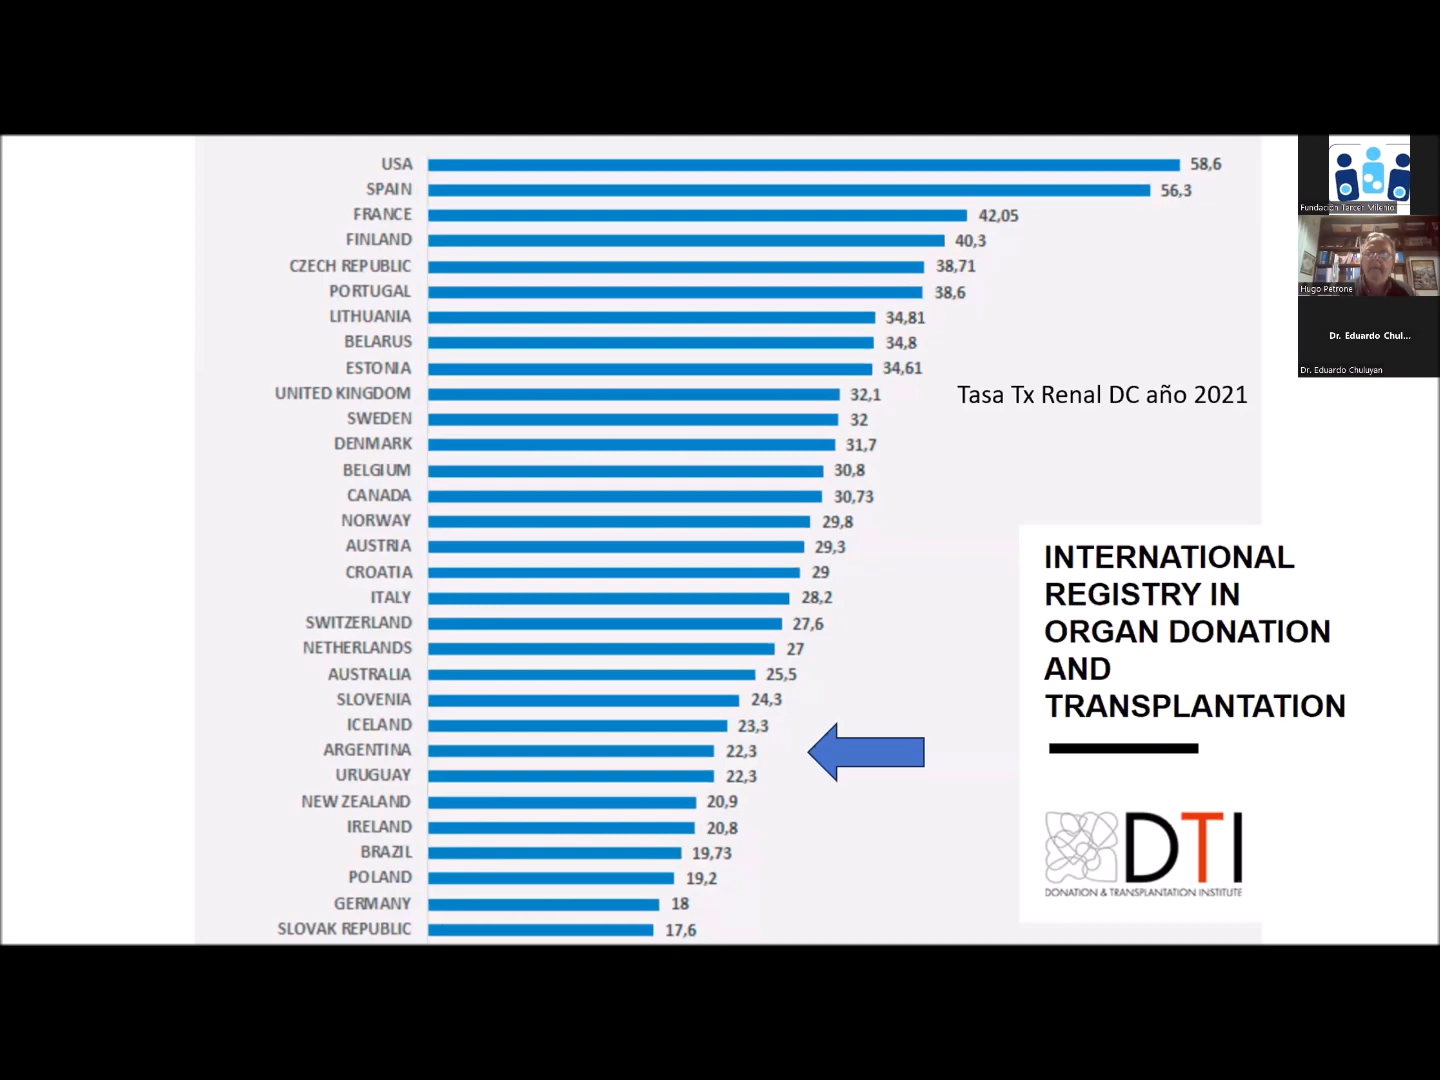 USA 58,6
SPAIN 56,3
FRANCE 42,05
FINLAND 40,3
CZECH REPUBLIC 38,71
PORTUGAL 38,6
LITHUANIA 34,81
BELARUS 34,8
ESTONIA 34,61
UNITED KINGDOM 32,1
SWEDEN 32
DENMARK 31,7
BELGIUM 30,8
CANADA 30,73
NORWAY 29,8
AUSTRIA 29,3
CROATIA 29
ITALY 28,2
SWITZERLAND 27,6
NETHERLANDS 27
AUSTRALIA 25,5
SLOVENIA 24,3
ICELAND 23,3
ARGENTINA 22,3
URUGUAY 22,3
NEW ZEALAND 20,9
IRELAND 20,8
BRAZIL 19,73
POLAND 19,2
GERMANY 18
SLOVAK REPUBLIC 17,6
Tasa Tx Renal DC año 2021
INTERNATIONAL
REGISTRY IN
ORGAN DONATION
AND
TRANSPLANTATION
DTI
DONATION & TRANSPLANTATION INSTITUTE
Fundación Tercer Milenio
Hugo Petrone
Dr. Eduardo Chul...
Dr. Eduardo Chuluyan